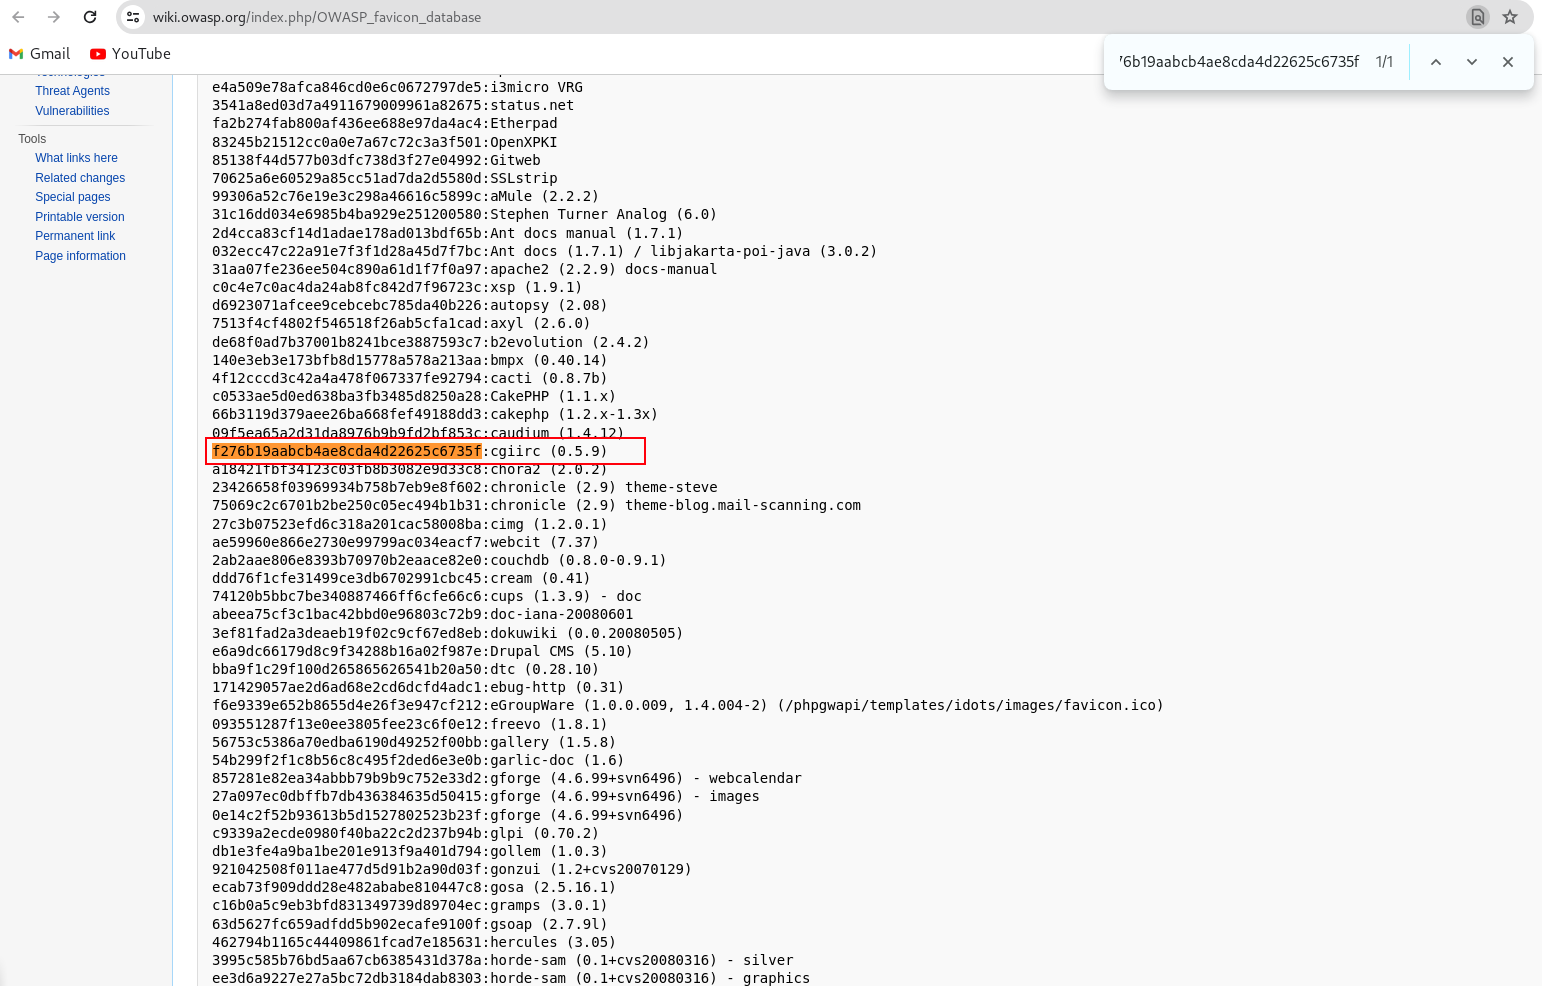 wiki.owasp.org/index.php/OWASP_favicon_database
Gmail YouTube
76b19aabcb4ae8cda4d22625c6735f 1/1
Technologies
Threat Agents
Vulnerabilities
Tools
What links here
Related changes
Special pages
Printable version
Permanent link
Page information
e4a509e78afca846cd0e6c0672797de5:i3micro VRG
3541a8ed03d7a4911679009961a82675:status.net
fa2b274fab800af436ee688e97da4ac4:Etherpad
83245b21512cc0a0e7a67c72c3a3f501:OpenXPKI
85138f44d577b03dfc738d3f27e04992:Gitweb
70625a6e60529a85cc51ad7da2d5580d:SSLstrip
99306a52c76e19e3c298a46616c5899c:aMule (2.2.2)
31c16dd034e6985b4ba929e251200580:Stephen Turner Analog (6.0)
2d4cca83cf14d1adae178ad013bdf65b:Ant docs manual (1.7.1)
032ecc47c22a91e7f3f1d28a45d7f7bc:Ant docs (1.7.1) / libjakarta-poi-java (3.0.2)
31aa07fe236ee504c890a61d1f7f0a97:apache2 (2.2.9) docs-manual
c0c4e7c0ac4da24ab8fc842d7f96723c:xsp (1.9.1)
d6923071afcee9cebcebc785da40b226:autopsy (2.08)
7513f4cf4802f546518f26ab5cfa1cad:axyl (2.6.0)
de68f0ad7b37001b8241bce3887593c7:b2evolution (2.4.2)
140e3eb3e173bfb8d15778a578a213aa:bmpx (0.40.14)
4f12cccd3c42a4a478f067337fe92794:cacti (0.8.7b)
c0533ae5d0ed638ba3fb3485d8250a28:CakePHP (1.1.x)
66b3119d379aee26ba668fef49188dd3:cakephp (1.2.x-1.3x)
09f5ea65a2d31da8976b9b9fd2bf853c:caudium (1.4.12)
f276b19aabcb4ae8cda4d22625c6735f:cgiirc (0.5.9)
a18421fbf34123c03fb8b3082e9d33c8:chora2 (2.0.2)
23426658f03969934b758b7eb9e8f602:chronicle (2.9) theme-steve
75069c2c6701b2be250c05ec494b1b31:chronicle (2.9) theme-blog.mail-scanning.com
27c3b07523efd6c318a201cac58008ba:cimg (1.2.0.1)
ae59960e866e2730e99799ac034eacf7:webcit (7.37)
2ab2aae806e8393b70970b2eaace82e0:couchdb (0.8.0-0.9.1)
ddd76f1cfe31499ce3db6702991cbc45:cream (0.41)
74120b5bbc7be340887466ff6cfe66c6:cups (1.3.9) - doc
abeea75cf3c1bac42bbd0e96803c72b9:doc-iana-20080601
3ef81fad2a3deaeb19f02c9cf67ed8eb:dokuwiki (0.0.20080505)
e6a9dc66179d8c9f34288b16a02f987e:Drupal CMS (5.10)
bba9f1c29f100d265865626541b20a50:dtc (0.28.10)
171429057ae2d6ad68e2cd6dcfd4adc1:ebug-http (0.31)
f6e9339e652b8655d4e26f3e947cf212:eGroupWare (1.0.0.009, 1.4.004-2) (/phpgwapi/templates/idots/images/favicon.ico)
093551287f13e0ee3805fee23c6f0e12:freevo (1.8.1)
56753c5386a70edba6190d49252f00bb:gallery (1.5.8)
54b299f2f1c8b56c8c495f2ded6e3e0b:garlic-doc (1.6)
857281e82ea34abbb79b9b9c752e33d2:gforge (4.6.99+svn6496) - webcalendar
27a097ec0dbffb7db436384635d50415:gforge (4.6.99+svn6496) - images
0e14c2f52b93613b5d1527802523b23f:gforge (4.6.99+svn6496)
c9339a2ecde0980f40ba22c2d237b94b:glpi (0.70.2)
db1e3fe4a9ba1be201e913f9a401d794:gollem (1.0.3)
921042508f011ae477d5d91b2a90d03f:gonzui (1.2+cvs20070129)
ecab73f909ddd28e482ababe810447c8:gosa (2.5.16.1)
c16b0a5c9eb3bfd831349739d89704ec:gramps (3.0.1)
63d5627fc659adfdd5b902ecafe9100f:gsoap (2.7.9l)
462794b1165c44409861fcad7e185631:hercules (3.05)
3995c585b76bd5aa67cb6385431d378a:horde-sam (0.1+cvs20080316) - silver
ee3d6a9227e27a5bc72db3184dab8303:horde-sam (0.1+cvs20080316) - graphics